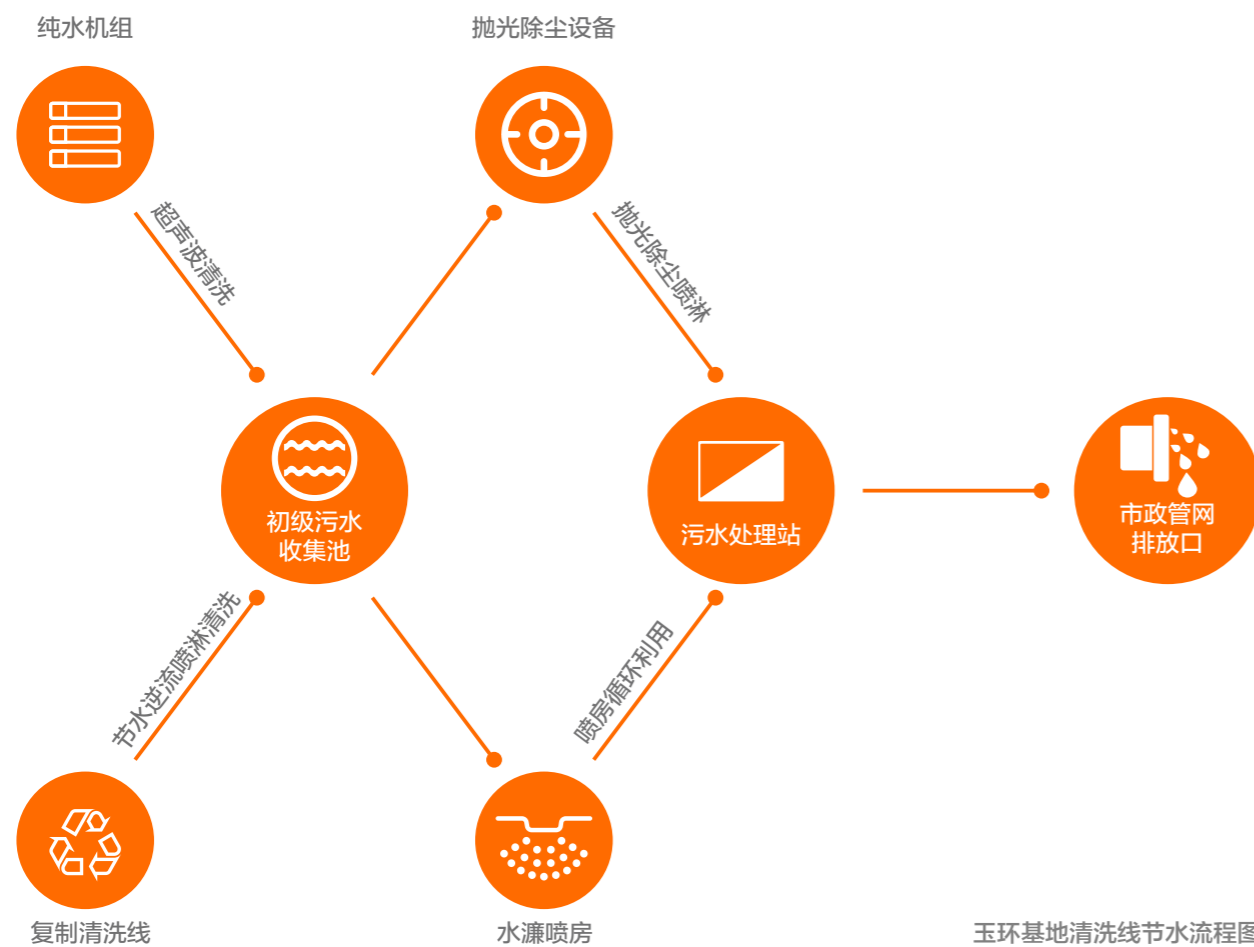 纯水机组
抛光除尘设备
超声波清洗
抛光除尘喷淋
初级污水
收集池
污水处理站
市政管网
排放口
节水逆流喷淋清洗
喷房循环利用
复制清洗线
水濂喷房
玉环基地清洗线节水流程图